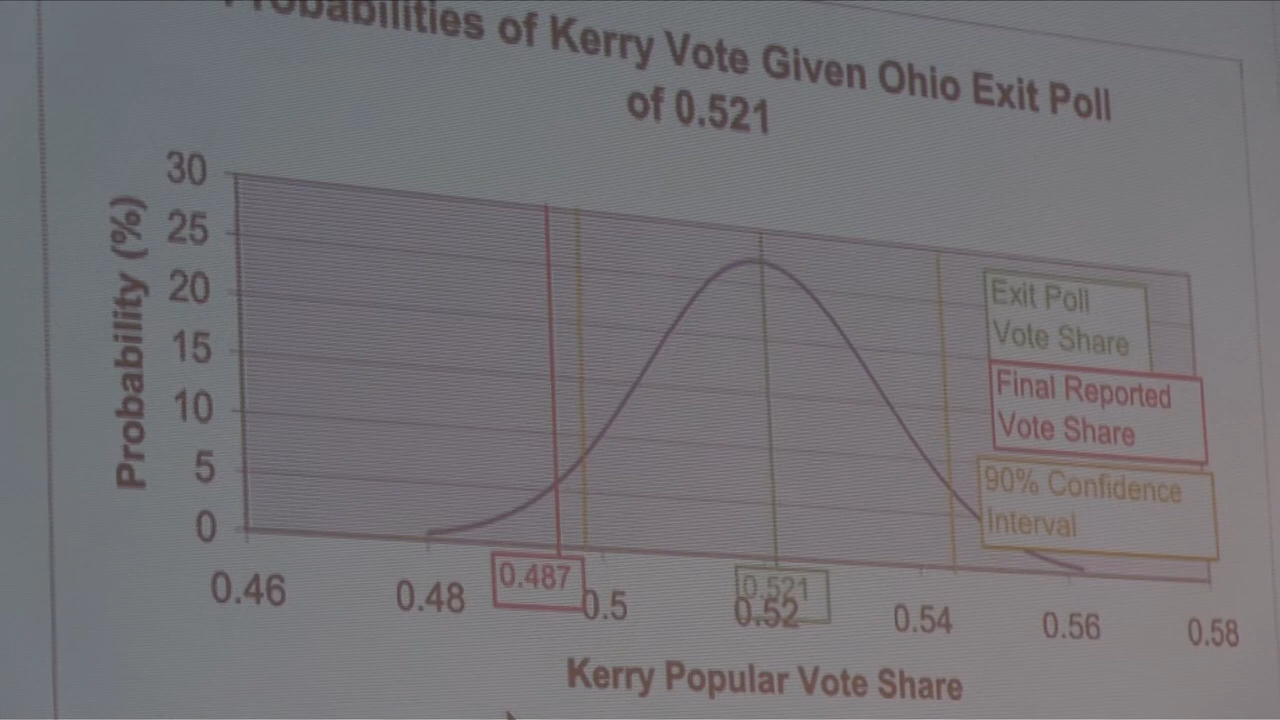 Probabilities of Kerry Vote Given Ohio Exit Poll
of 0.521
Probability (%)
30
25
20
15
10
5
0
Exit Poll
Vote Share
Final Reported
Vote Share
90% Confidence
Interval
0.487
0.521
0.46
0.48
0.5
0.52
0.54
0.56
0.58
Kerry Popular Vote Share